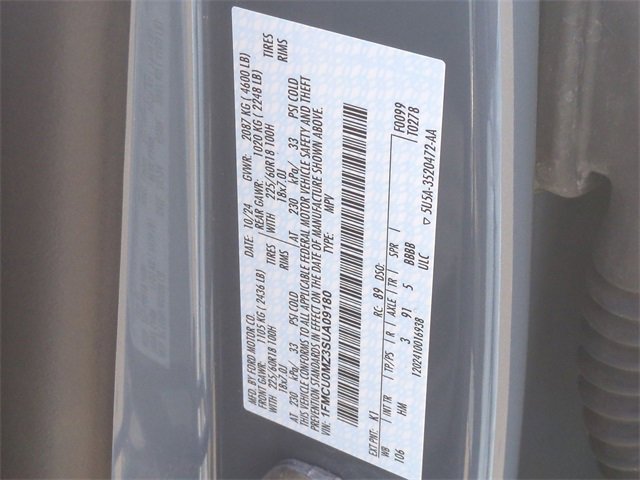 MFD. BY FORD MOTOR CO.
10/24
GVWR: 2087 KG ( 4600 LB)
FRONT GAWR: 1105 KG ( 2436 LB)
REAR GAWR: 1020 KG ( 2248 LB)
WITH 225/60R18 100H TIRES
WITH 225/60R18 100H TIRES
18x7.0J RIMS
18x7.0J RIMS
AT 230 kPa/ 33 PSI COLD
AT 230 kPa/ 33 PSI COLD
THIS VEHICLE CONFORMS TO ALL APPLICABLE FEDERAL MOTOR VEHICLE SAFETY AND THEFT
PREVENTION STANDARDS IN EFFECT ON THE DATE OF MANUFACTURE SHOWN ABOVE.
VIN: 1FMCU0MZ3SUA09180
TYPE: MPV
F0099
T0278
EXT PNT: K1 RC: 89 DSO:
WB INT TR TP/PS R AXLE TR SPR
106 HM 3 91 5 BBBB
120241001693B ULC
5U5A-3520472-AA